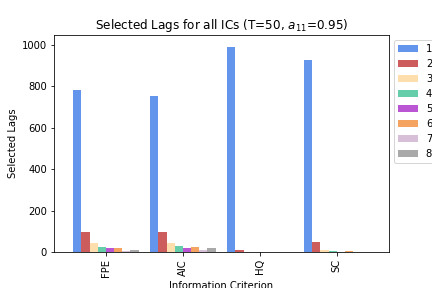 Selected Lags for all ICs (T=50, a₁₁=0.95)
1000
800
600
400
200
0
Selected Lags
FPE
AIC
HQ
SC
Information Criterion
1
2
3
4
5
6
7
8